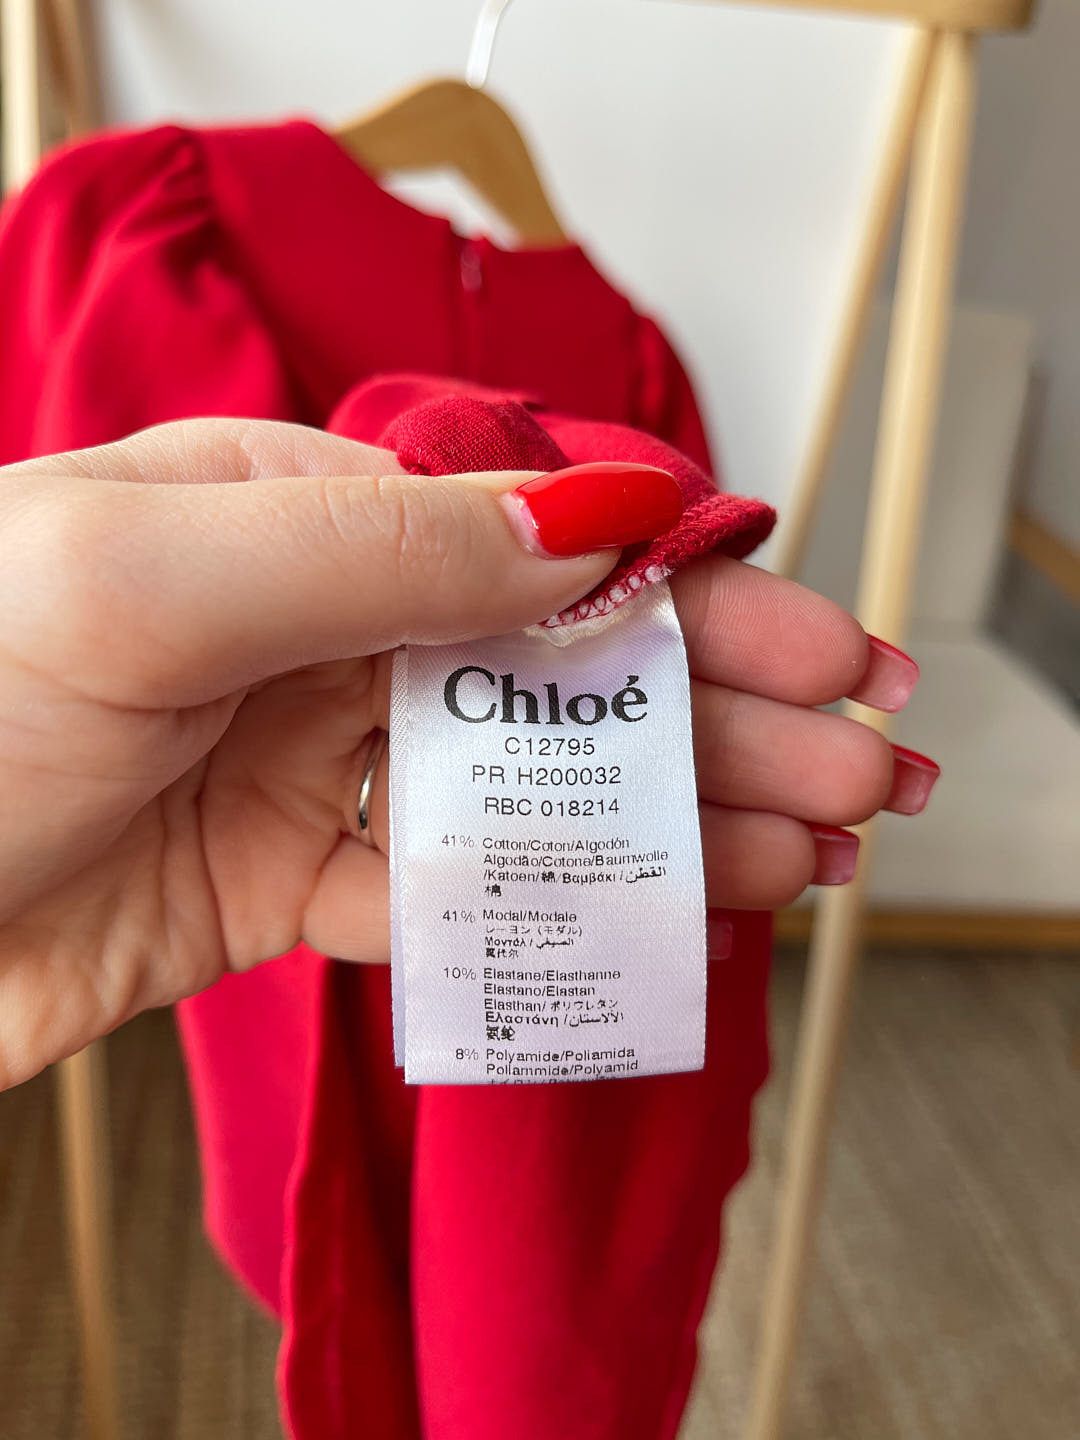 Chloé
C12795
PR H200032
RBC 018214
41% Cotton/Coton/Algodón
Algodão/Cotone/Baumwolle
/Katoen/綿/Βαμβάκι/القطن
棉
41% Modal/Modale
レーヨン (モダル)
Μοντάλ/الصيفي
莫代尔
10% Elastane/Elasthanne
Elastano/Elastan
Elasthan/ポリウレタン
Ελαστάνη/الالاستان
氨纶
8% Polyamide/Poliamida
Poliammide/Polyamid